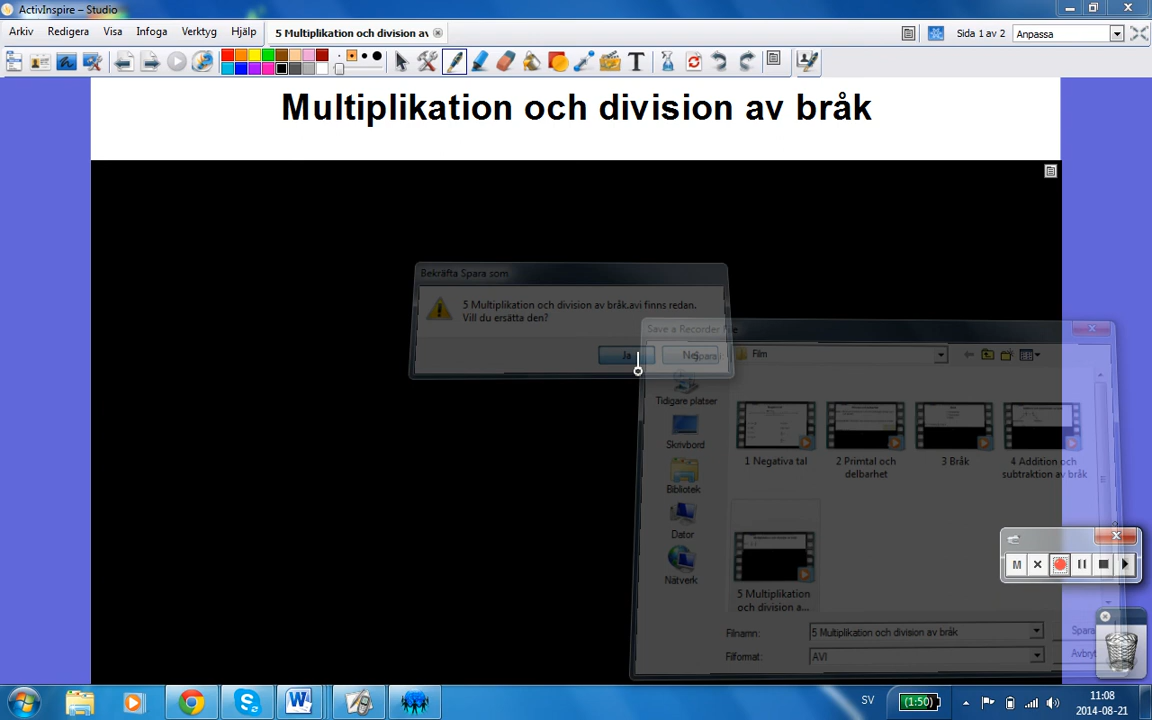 ActivInspire – Studio
Arkiv Redigera Visa Infoga Verktyg Hjälp
5 Multiplikation och division av
Sida 1 av 2
Anpassa
Multiplikation och division av bråk
Bekräfta Spara som
5 Multiplikation och division av bråk.avi finns redan.
Vill du ersätta den?
Ja
Save a Recorder File
Spara i:
Film
Tidigare platser
Skrivbord
Bibliotek
Dator
Nätverk
1 Negativa tal
2 Primtal och
delbarhet
3 Bråk
4 Addition och
subtraktion av bråk
5 Multiplikation
och division a...
Filnamn:
5 Multiplikation och division av bråk
Spara
Filformat:
AVI
Avbryt
M
SV
(1:50)
11:08
2014-08-21